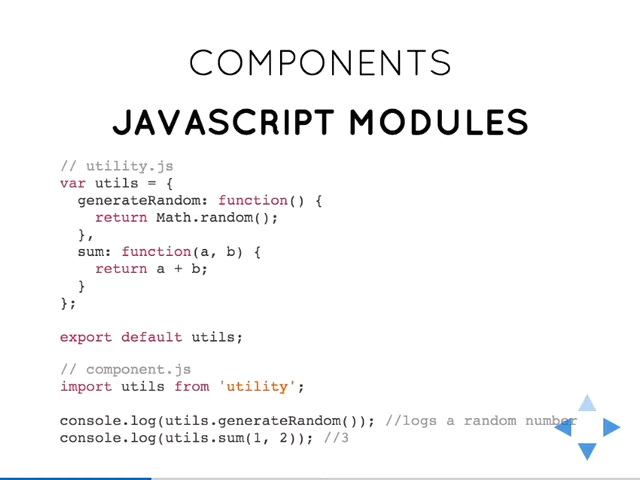 COMPONENTS
JAVASCRIPT MODULES
// utility.js
var utils = {
generateRandom: function() {
return Math.random();
},
sum: function(a, b) {
return a + b;
}
};
export default utils;
// component.js
import utils from 'utility';
console.log(utils.generateRandom()); //logs a random number
console.log(utils.sum(1, 2)); //3